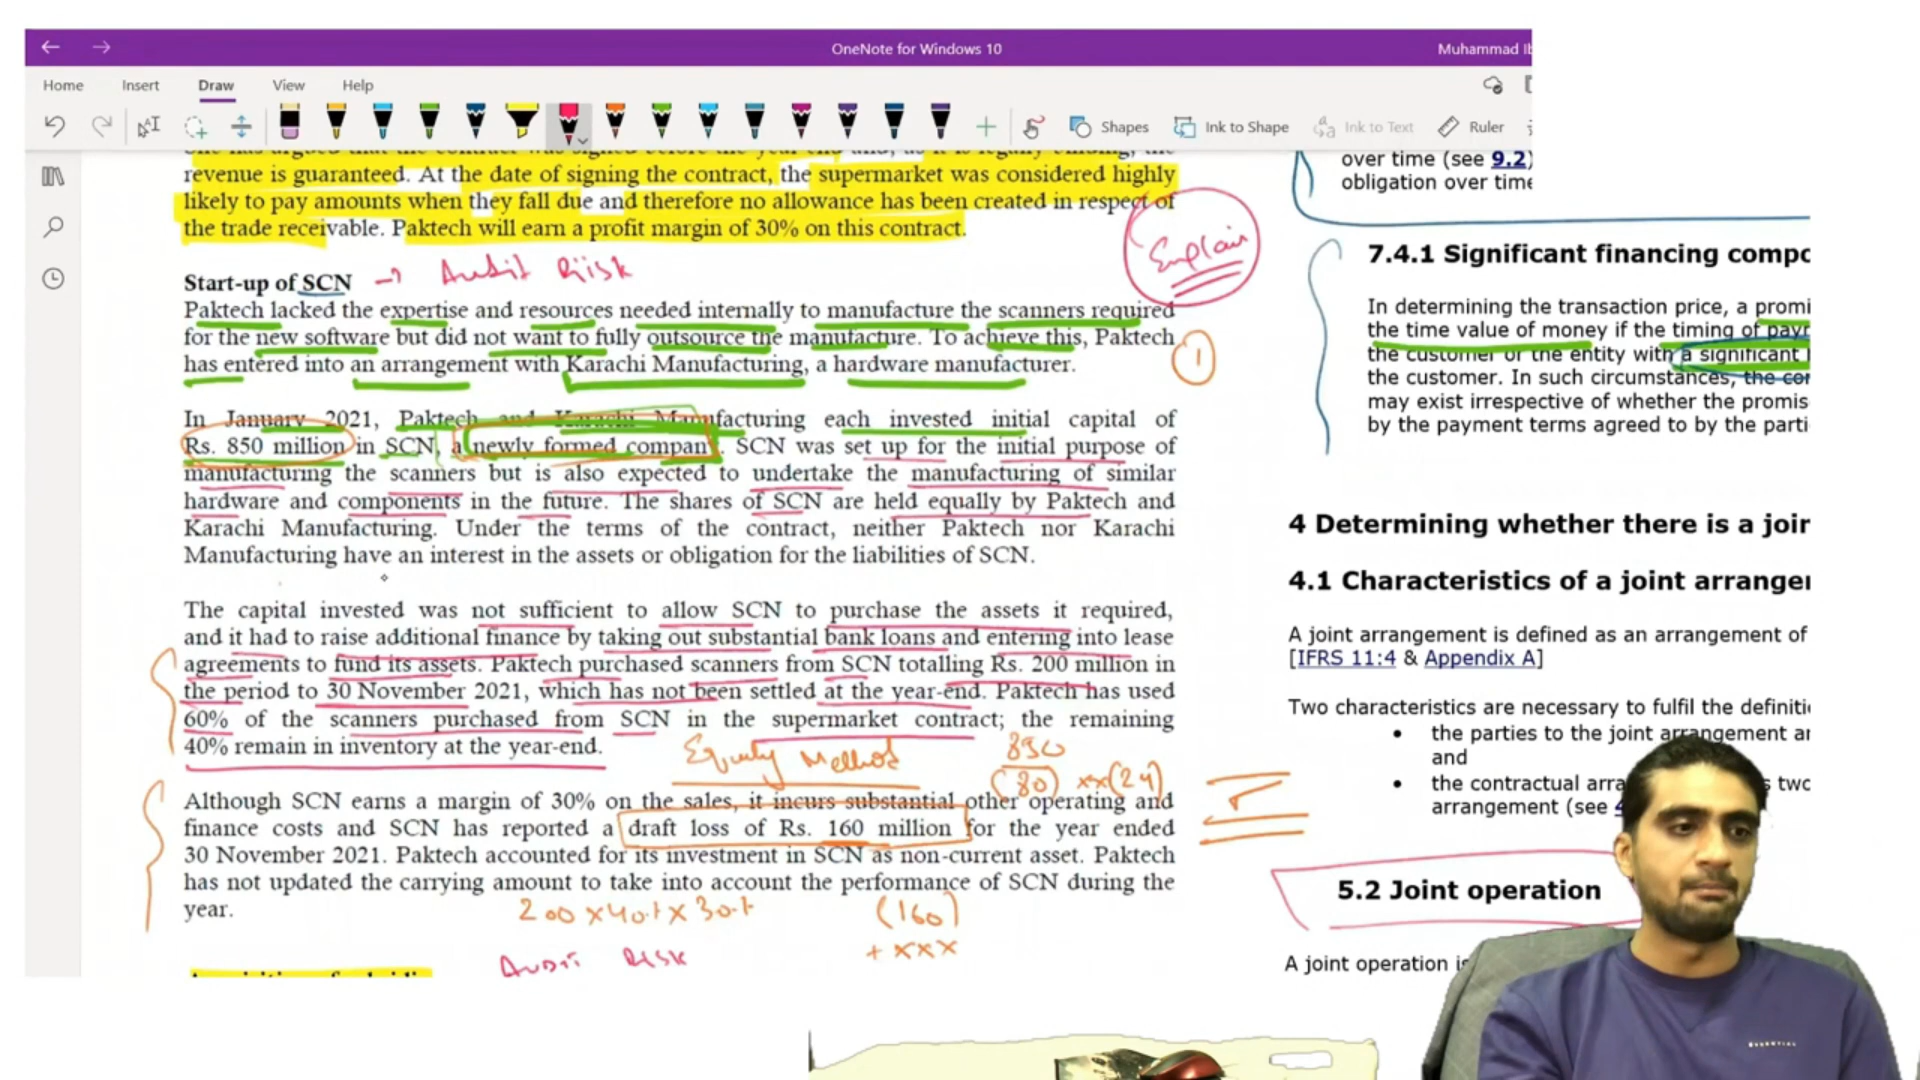 OneNote for Windows 10
Muhammad Ib
Home Insert Draw View Help
Shapes Ink to Shape Ink to Text Ruler
revenue is guaranteed. At the date of signing the contract, the supermarket was considered highly
likely to pay amounts when they fall due and therefore no allowance has been created in respect of
the trade receivable. Paktech will earn a profit margin of 30% on this contract.
Explain
Start-up of SCN → Audit Risk
Paktech lacked the expertise and resources needed internally to manufacture the scanners required
for the new software but did not want to fully outsource the manufacture. To achieve this, Paktech
has entered into an arrangement with Karachi Manufacturing, a hardware manufacturer.
1
In January 2021, Paktech and Karachi Manufacturing each invested initial capital of
Rs. 850 million in SCN, a newly formed company. SCN was set up for the initial purpose of
manufacturing the scanners but is also expected to undertake the manufacturing of similar
hardware and components in the future. The shares of SCN are held equally by Paktech and
Karachi Manufacturing. Under the terms of the contract, neither Paktech nor Karachi
Manufacturing have an interest in the assets or obligation for the liabilities of SCN.
The capital invested was not sufficient to allow SCN to purchase the assets it required,
and it had to raise additional finance by taking out substantial bank loans and entering into lease
agreements to fund its assets. Paktech purchased scanners from SCN totalling Rs. 200 million in
the period to 30 November 2021, which has not been settled at the year-end. Paktech has used
60% of the scanners purchased from SCN in the supermarket contract; the remaining
40% remain in inventory at the year-end.
Equity Method
850
(80) xx(24)
Although SCN earns a margin of 30% on the sales, it incurs substantial other operating and
finance costs and SCN has reported a draft loss of Rs. 160 million for the year ended
30 November 2021. Paktech accounted for its investment in SCN as non-current asset. Paktech
has not updated the carrying amount to take into account the performance of SCN during the
year.
200 x 40% x 30%
(160)
+ xxx
Audit Risk
over time (see 9.2)
obligation over time
7.4.1 Significant financing compo
In determining the transaction price, a promi
the time value of money if the timing of payr
the customer or the entity with a significant
the customer. In such circumstances, the con
may exist irrespective of whether the promis
by the payment terms agreed to by the parti
4 Determining whether there is a joir
4.1 Characteristics of a joint arrange
A joint arrangement is defined as an arrangement of
[IFRS 11:4 & Appendix A]
Two characteristics are necessary to fulfil the definiti
• the parties to the joint arrangement ar
and
• the contractual arra two
arrangement (see
5.2 Joint operation
A joint operation is
ESSENTIAL